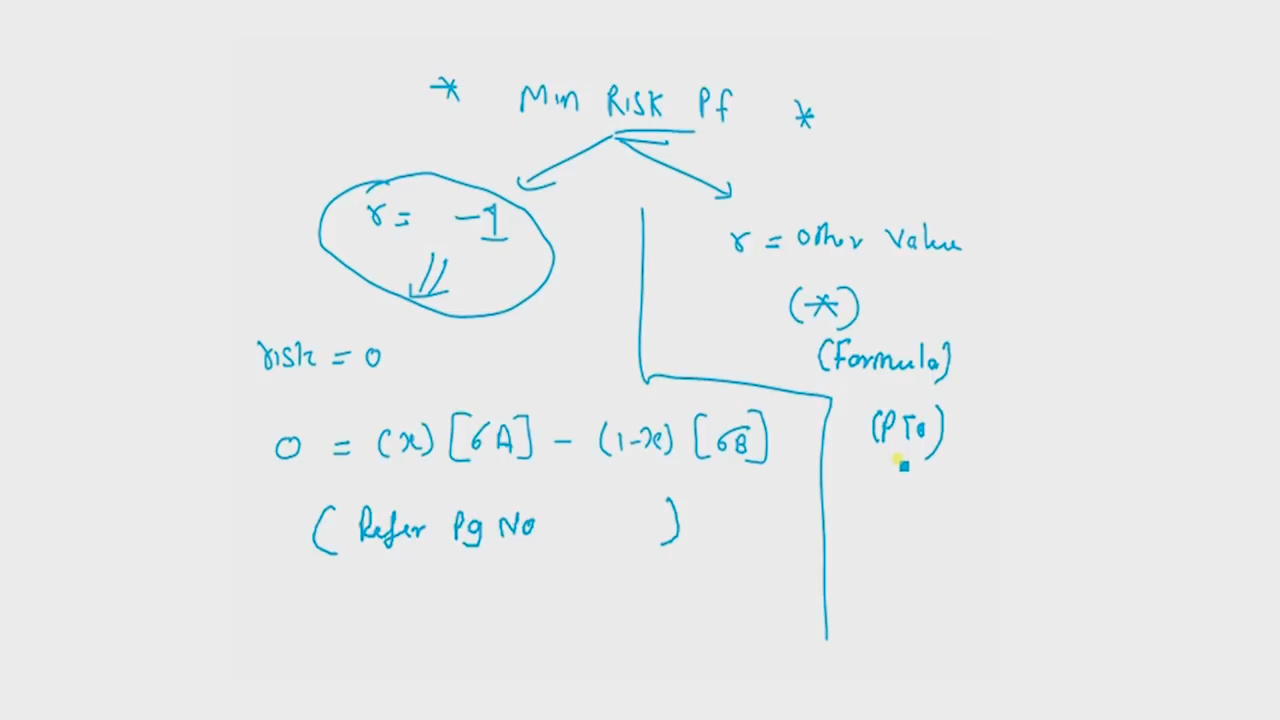 * Min RISK Pf *
r = -1
r = other value
(*)
(Formula)
(PTO)
risk = 0
0 = (x) [σA] - (1-x) [σB]
( Refer Pg No )